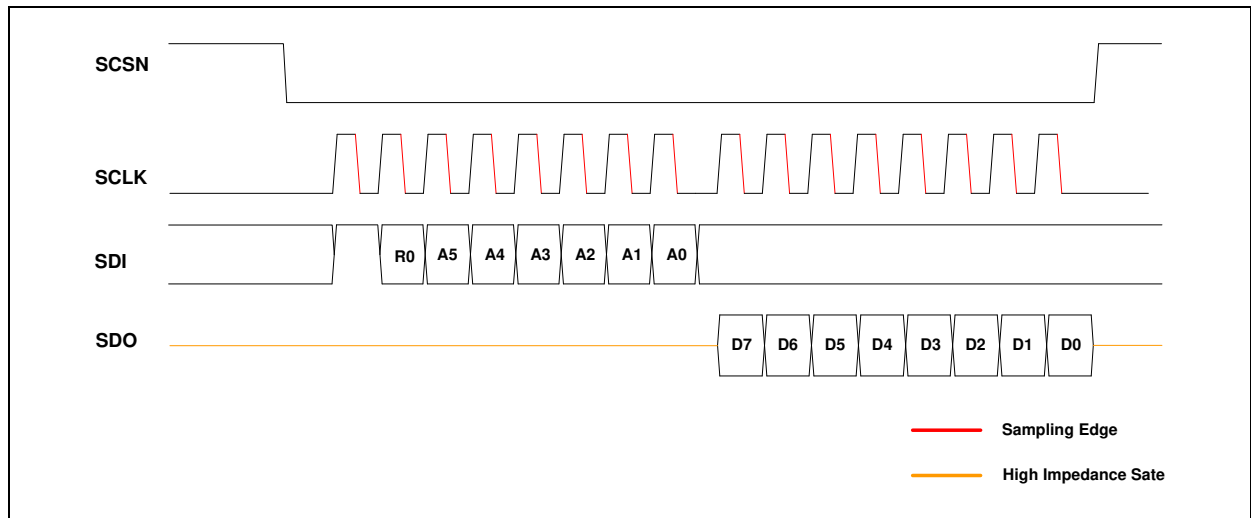 SCSN
SCLK
SDI R0 A5 A4 A3 A2 A1 A0
SDO D7 D6 D5 D4 D3 D2 D1 D0
Sampling Edge
High Impedance Sate